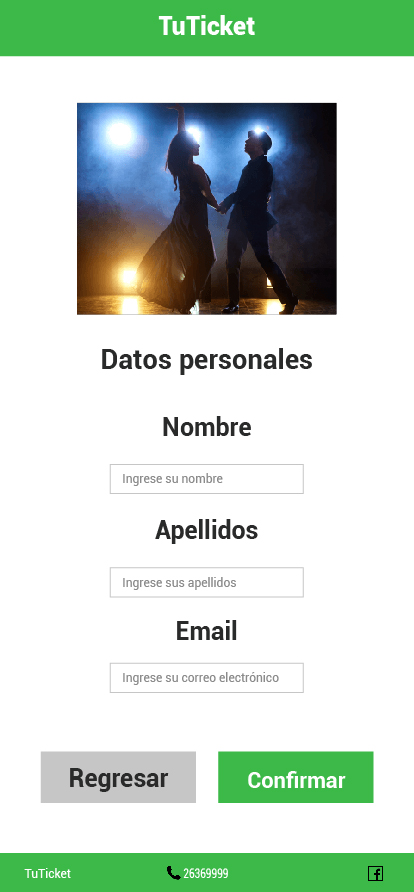 TuTicket
Datos personales
Nombre
Ingrese su nombre
Apellidos
Ingrese sus apellidos
Email
Ingrese su correo electrónico
Regresar
Confirmar
TuTicket
26369999